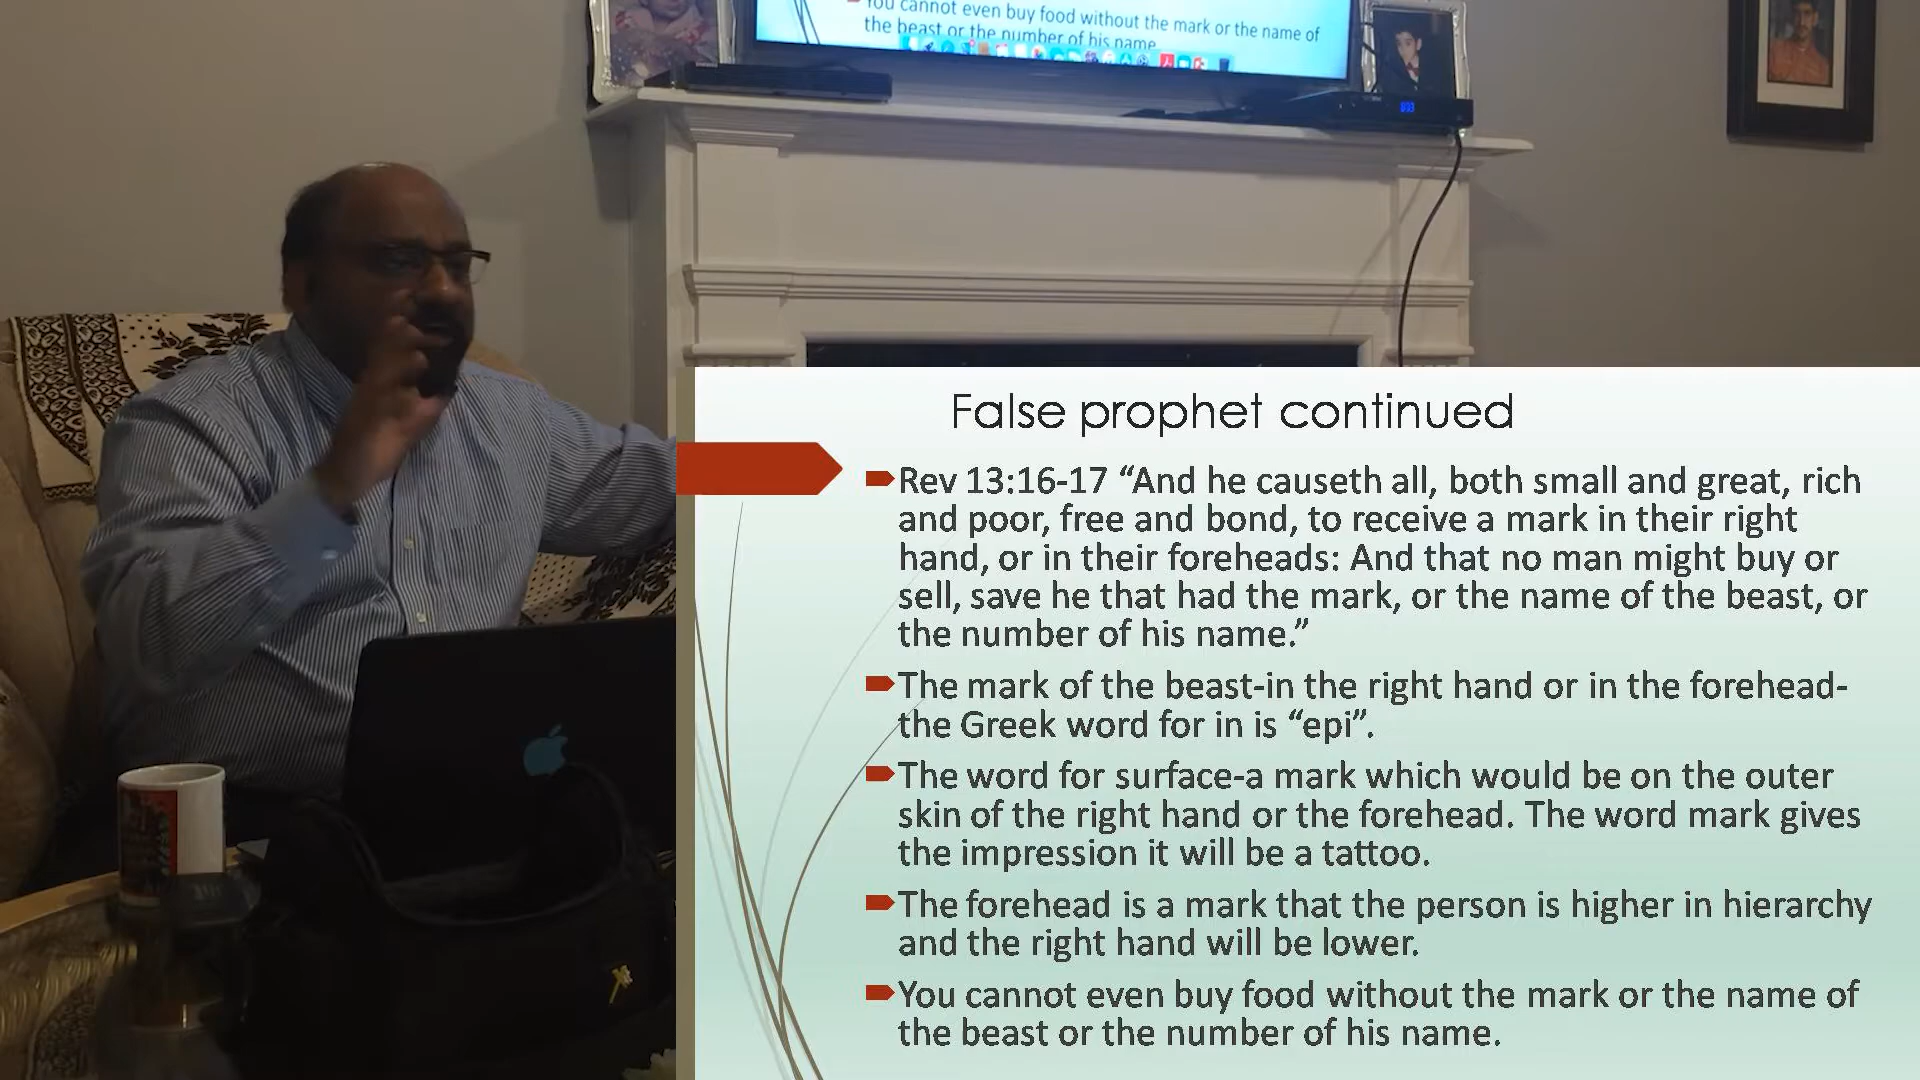 You cannot even buy food without the mark or the name of
the beast or the number of his name
False prophet continued
Rev 13:16-17 “And he causeth all, both small and great, rich
and poor, free and bond, to receive a mark in their right
hand, or in their foreheads: And that no man might buy or
sell, save he that had the mark, or the name of the beast, or
the number of his name.”
The mark of the beast-in the right hand or in the forehead-
the Greek word for in is “epi”.
The word for surface-a mark which would be on the outer
skin of the right hand or the forehead. The word mark gives
the impression it will be a tattoo.
The forehead is a mark that the person is higher in hierarchy
and the right hand will be lower.
You cannot even buy food without the mark or the name of
the beast or the number of his name.